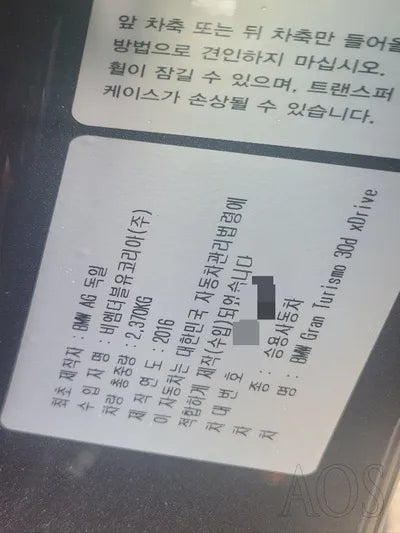 앞 차축 또는 뒤 차축만 들어올
방법으로 견인하지 마십시오.
휠이 잠길 수 있으며, 트랜스퍼
케이스가 손상될 수 있습니다.
최초 제작자 : BMW AG 독일
수 입 자 명 : 비엠더블유코리아(주)
차량 총중량 : 2,370KG
제 작 연 도 : 2016
이 자동차는 대한민국 자동차관리법령에
적합하게 제작(수입)되었습니다
차 대 번 호
차 종 : 승용자동차
차 명 : BMW Gran Turismo 30d xDrive
AOS